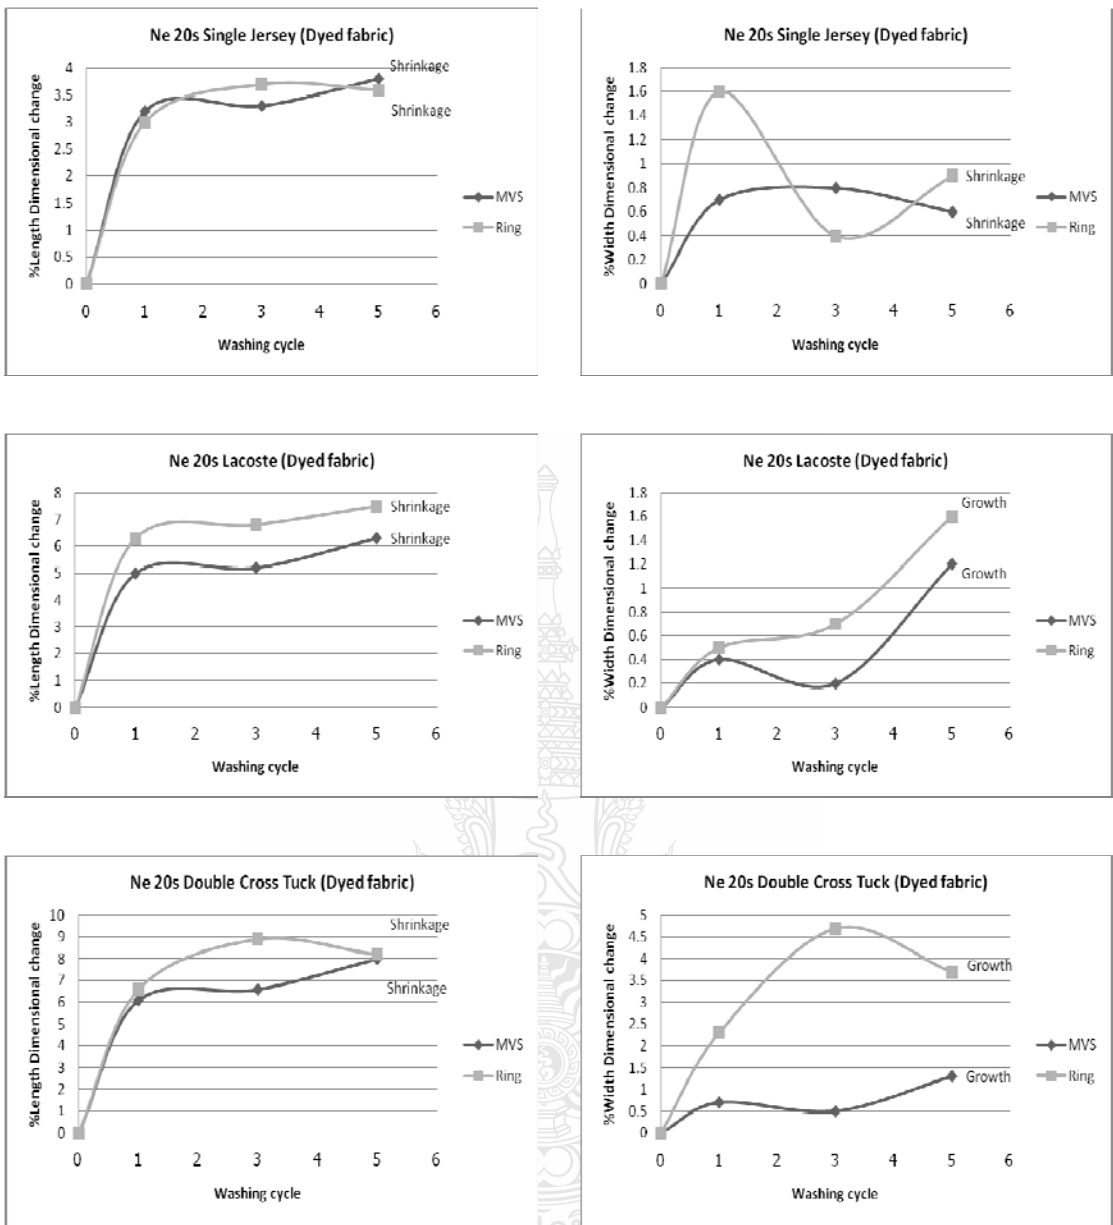 Ne 20s Single Jersey (Dyed fabric)
%Length Dimensional change
4
3.5
3
2.5
2
1.5
1
0.5
0
0 1 2 3 4 5 6
Washing cycle
Shrinkage
Shrinkage
MVS
Ring
Ne 20s Single Jersey (Dyed fabric)
%Width Dimensional change
1.8
1.6
1.4
1.2
1
0.8
0.6
0.4
0.2
0
0 1 2 3 4 5 6
Washing cycle
Shrinkage
Shrinkage
MVS
Ring
Ne 20s Lacoste (Dyed fabric)
%Length Dimensional change
8
7
6
5
4
3
2
1
0
0 1 2 3 4 5 6
Washing cycle
Shrinkage
Shrinkage
MVS
Ring
Ne 20s Lacoste (Dyed fabric)
%Width Dimensional change
1.8
1.6
1.4
1.2
1
0.8
0.6
0.4
0.2
0
0 1 2 3 4 5 6
Washing cycle
Growth
Growth
MVS
Ring
Ne 20s Double Cross Tuck (Dyed fabric)
%Length Dimensional change
10
9
8
7
6
5
4
3
2
1
0
0 1 2 3 4 5 6
Washing cycle
Shrinkage
Shrinkage
MVS
Ring
Ne 20s Double Cross Tuck (Dyed fabric)
%Width Dimensional change
5
4.5
4
3.5
3
2.5
2
1.5
1
0.5
0
0 1 2 3 4 5 6
Washing cycle
Growth
Growth
MVS
Ring